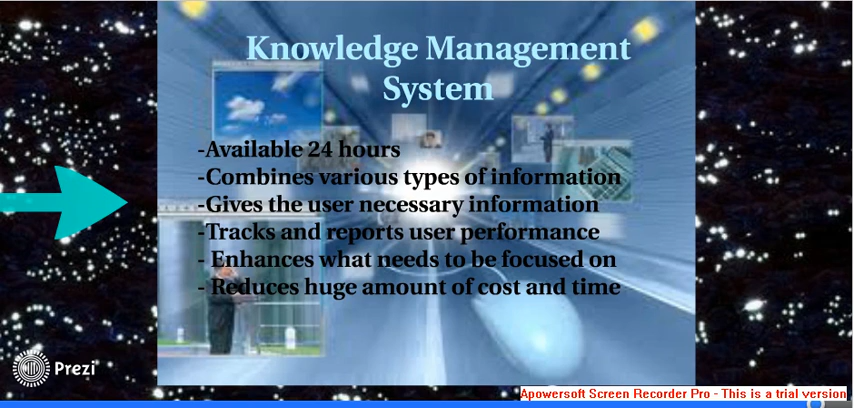 Knowledge Management
System
-Available 24 hours
-Combines various types of information
-Gives the user necessary information
-Tracks and reports user performance
- Enhances what needs to be focused on
- Reduces huge amount of cost and time
Prezi
Apowersoft Screen Recorder Pro - This is a trial version